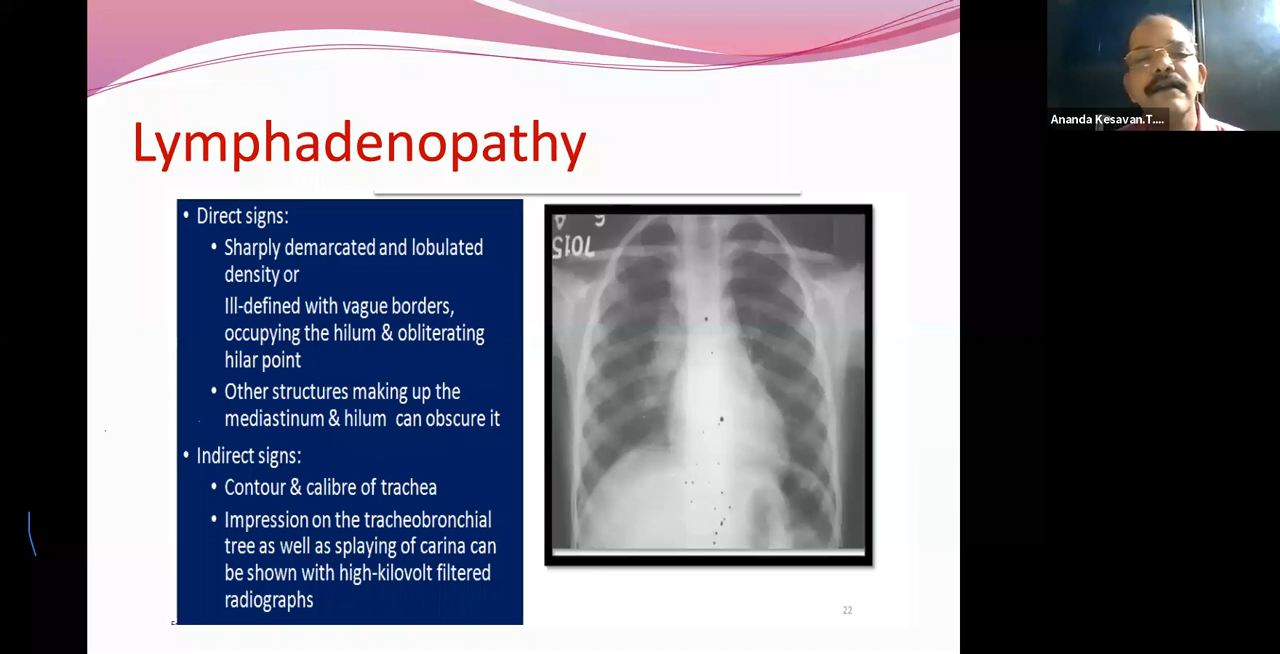 Ananda Kesavan.T....
Lymphadenopathy
• Direct signs:
• Sharply demarcated and lobulated
density or
Ill-defined with vague borders,
occupying the hilum & obliterating
hilar point
• Other structures making up the
mediastinum & hilum can obscure it
• Indirect signs:
• Contour & calibre of trachea
• Impression on the tracheobronchial
tree as well as splaying of carina can
be shown with high-kilovolt filtered
radiographs
22